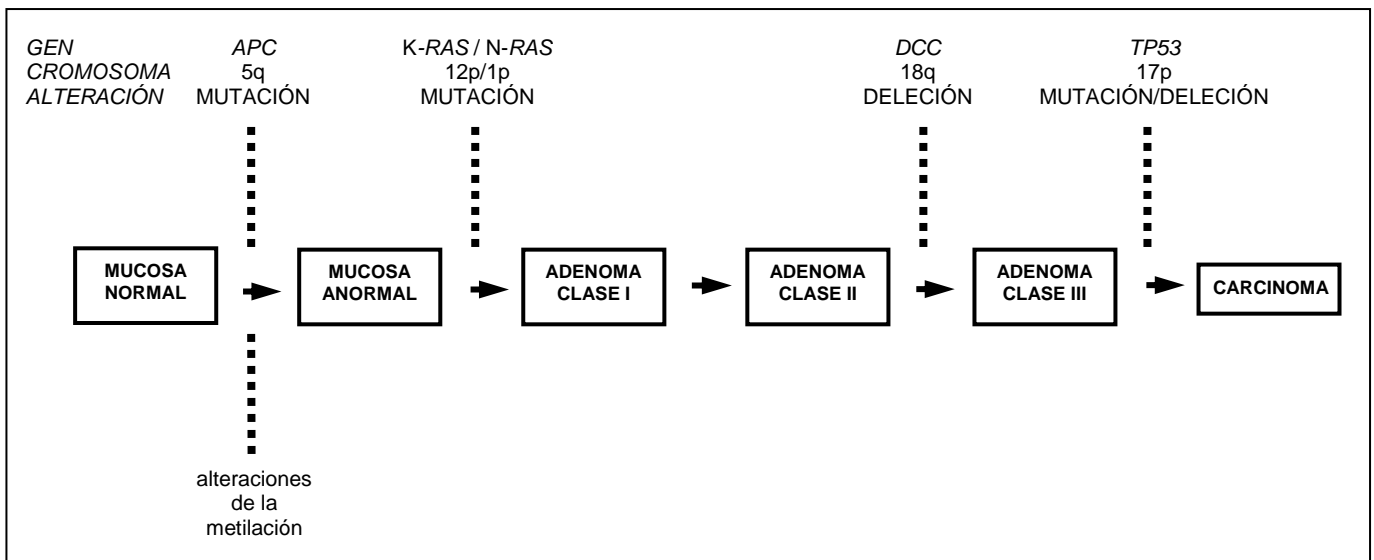 GEN APC K-RAS / N-RAS DCC TP53
CROMOSOMA 5q 12p/1p 18q 17p
ALTERACIÓN MUTACIÓN MUTACIÓN DELECIÓN MUTACIÓN/DELECIÓN
MUCOSA
NORMAL
MUCOSA
ANORMAL
ADENOMA
CLASE I
ADENOMA
CLASE II
ADENOMA
CLASE III
CARCINOMA
alteraciones
de la
metilación